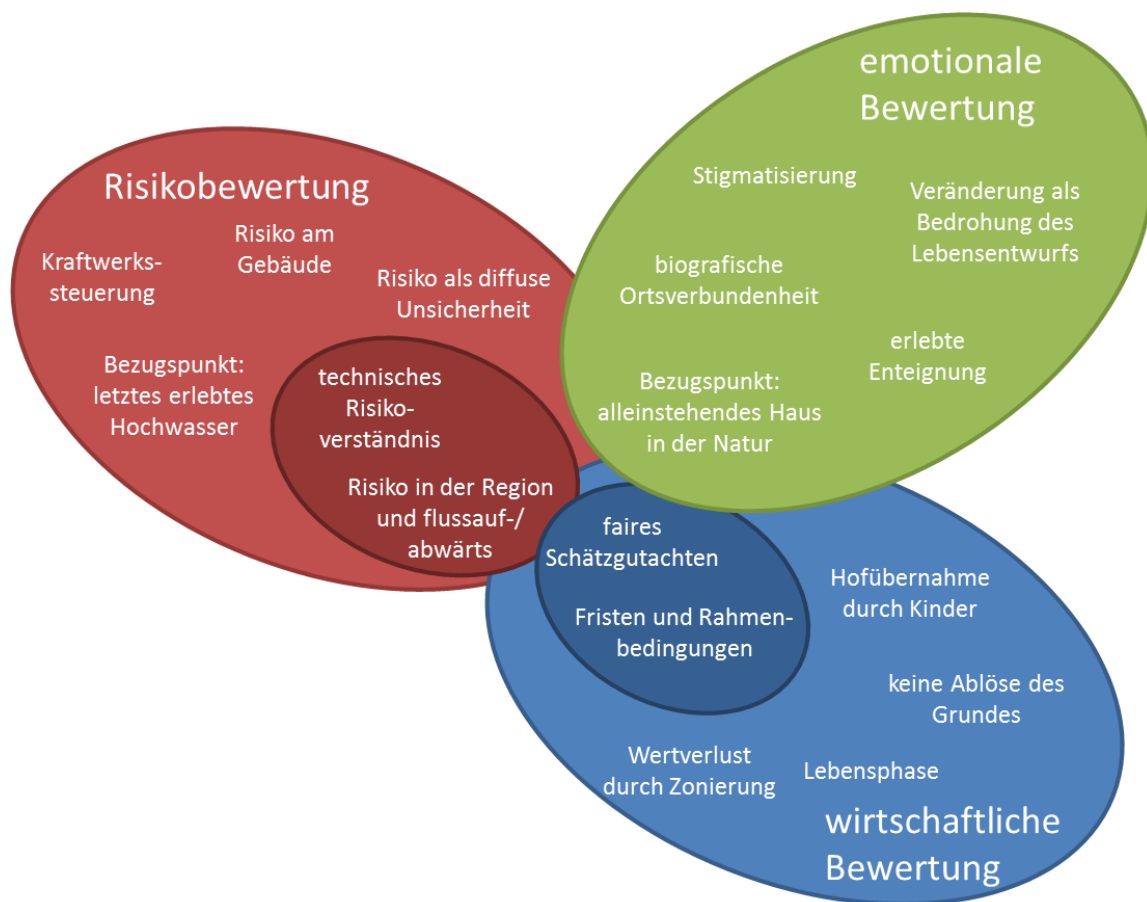 Risikobewertung
Kraftwerks-
steuerung
Risiko am
Gebäude
Risiko als diffuse
Unsicherheit
Bezugspunkt:
letztes erlebtes
Hochwasser
technisches
Risiko-
verständnis
Risiko in der Region
und flussauf-/
abwärts
emotionale
Bewertung
Stigmatisierung
Veränderung als
Bedrohung des
Lebensentwurfs
biografische
Ortsverbundenheit
erlebte
Enteignung
Bezugspunkt:
alleinstehendes Haus
in der Natur
faires
Schätzgutachten
Fristen und Rahmen-
bedingungen
Hofübernahme
durch Kinder
keine Ablöse des
Grundes
Wertverlust
durch Zonierung
Lebensphase
wirtschaftliche
Bewertung